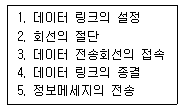 1. 데이터 링크의 설정
2. 회선의 절단
3. 데이터 전송회선의 접속
4. 데이터 링크의 종결
5. 정보메세지의 전송